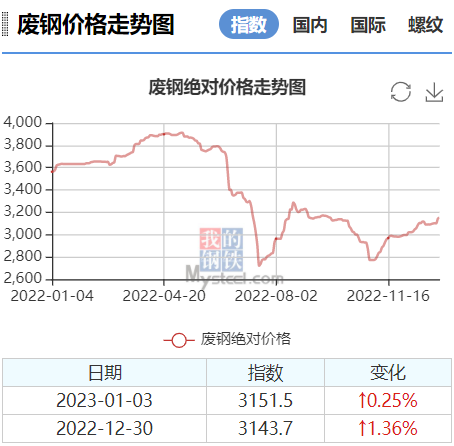 废钢价格走势图 指数 国内 国际 螺纹
废钢绝对价格走势图
4,000
3,800
3,600
3,400
3,200
3,000
2,800
2,600
我的
钢铁
Mysteel.com
2022-01-04 2022-04-20 2022-08-02 2022-11-16
废钢绝对价格
日期 指数 变化
2023-01-03 3151.5 ↑0.25%
2022-12-30 3143.7 ↑1.36%